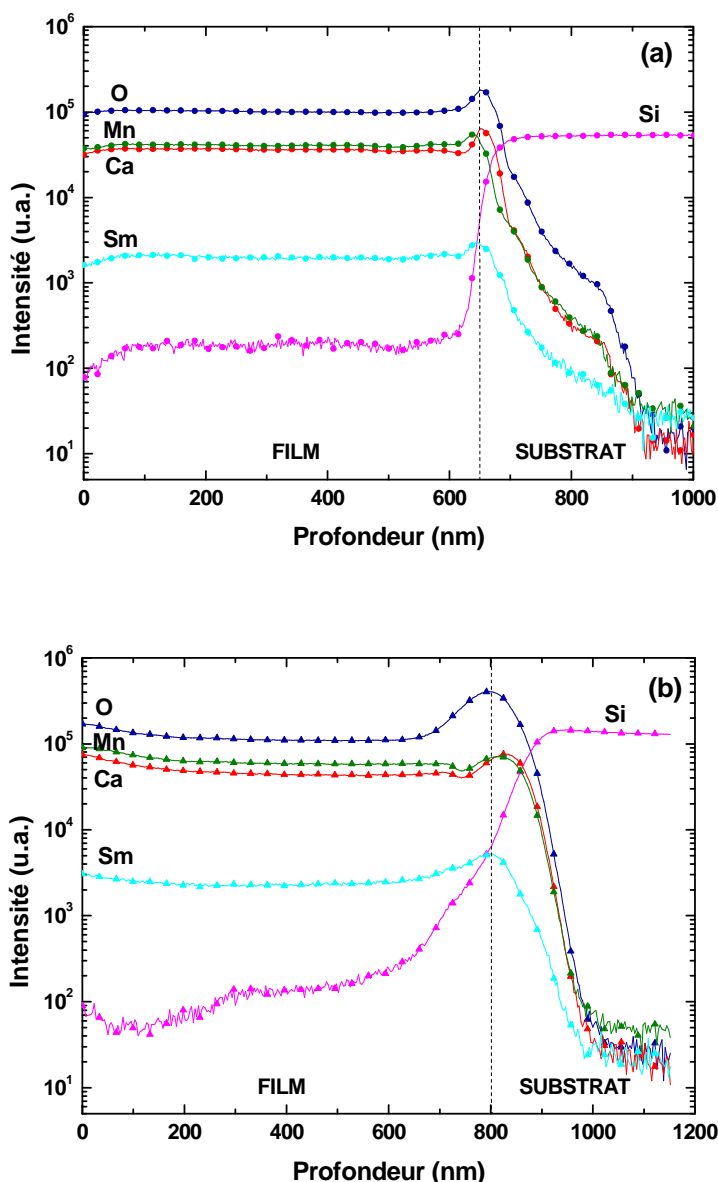 (a)
10^6
10^5
10^4
10^3
10^2
10^1
Intensité (u.a.)
O
Mn
Ca
Sm
Si
FILM
SUBSTRAT
0 200 400 600 800 1000
Profondeur (nm)
(b)
10^6
10^5
10^4
10^3
10^2
10^1
Intensité (u.a.)
O
Mn
Ca
Sm
Si
FILM
SUBSTRAT
0 200 400 600 800 1000 1200
Profondeur (nm)